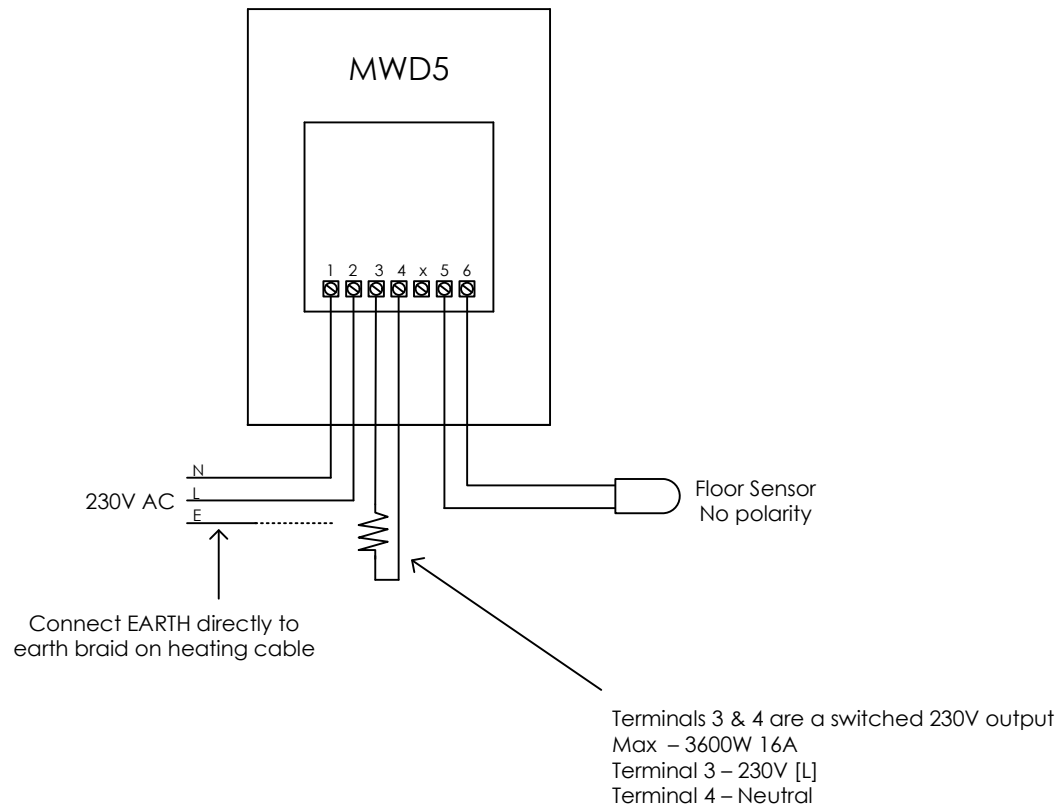 MWD5
1 2 3 4 x 5 6
N
L
230V AC
E
Floor Sensor
No polarity
Connect EARTH directly to
earth braid on heating cable
Terminals 3 & 4 are a switched 230V output
Max – 3600W 16A
Terminal 3 – 230V [L]
Terminal 4 – Neutral